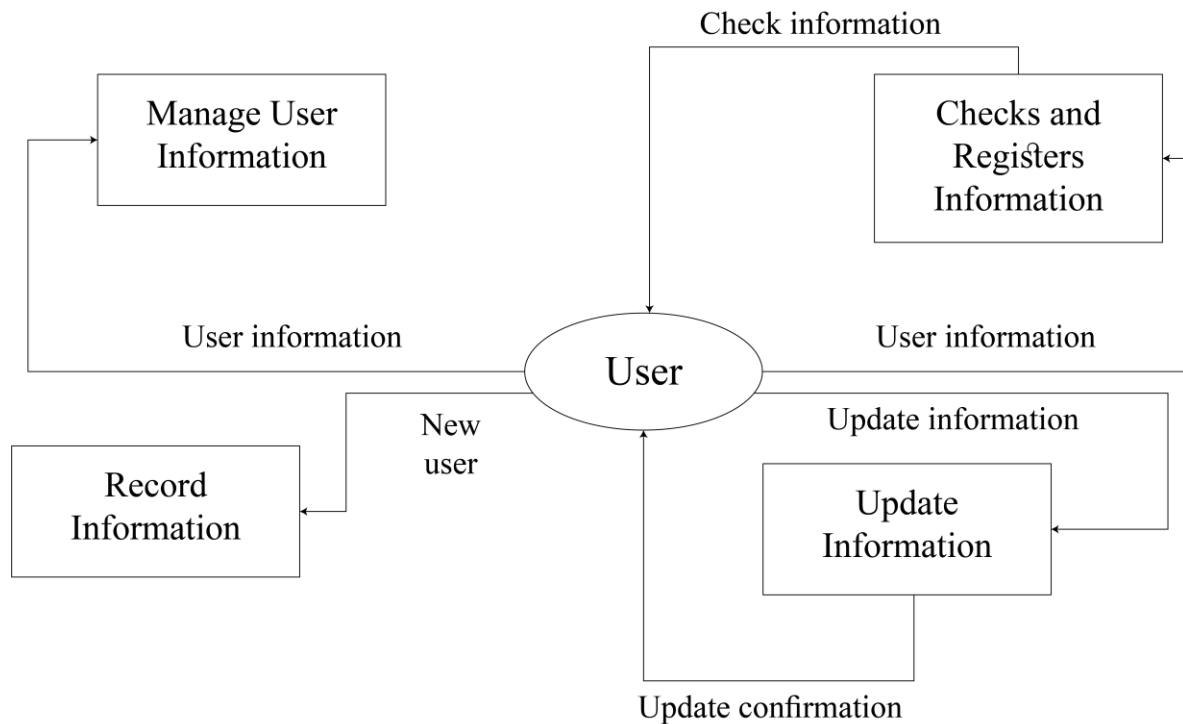 Check information
Manage User
Information
Checks and
Registers
Information
User information
User
User information
New
user
Update information
Record
Information
Update
Information
Update confirmation